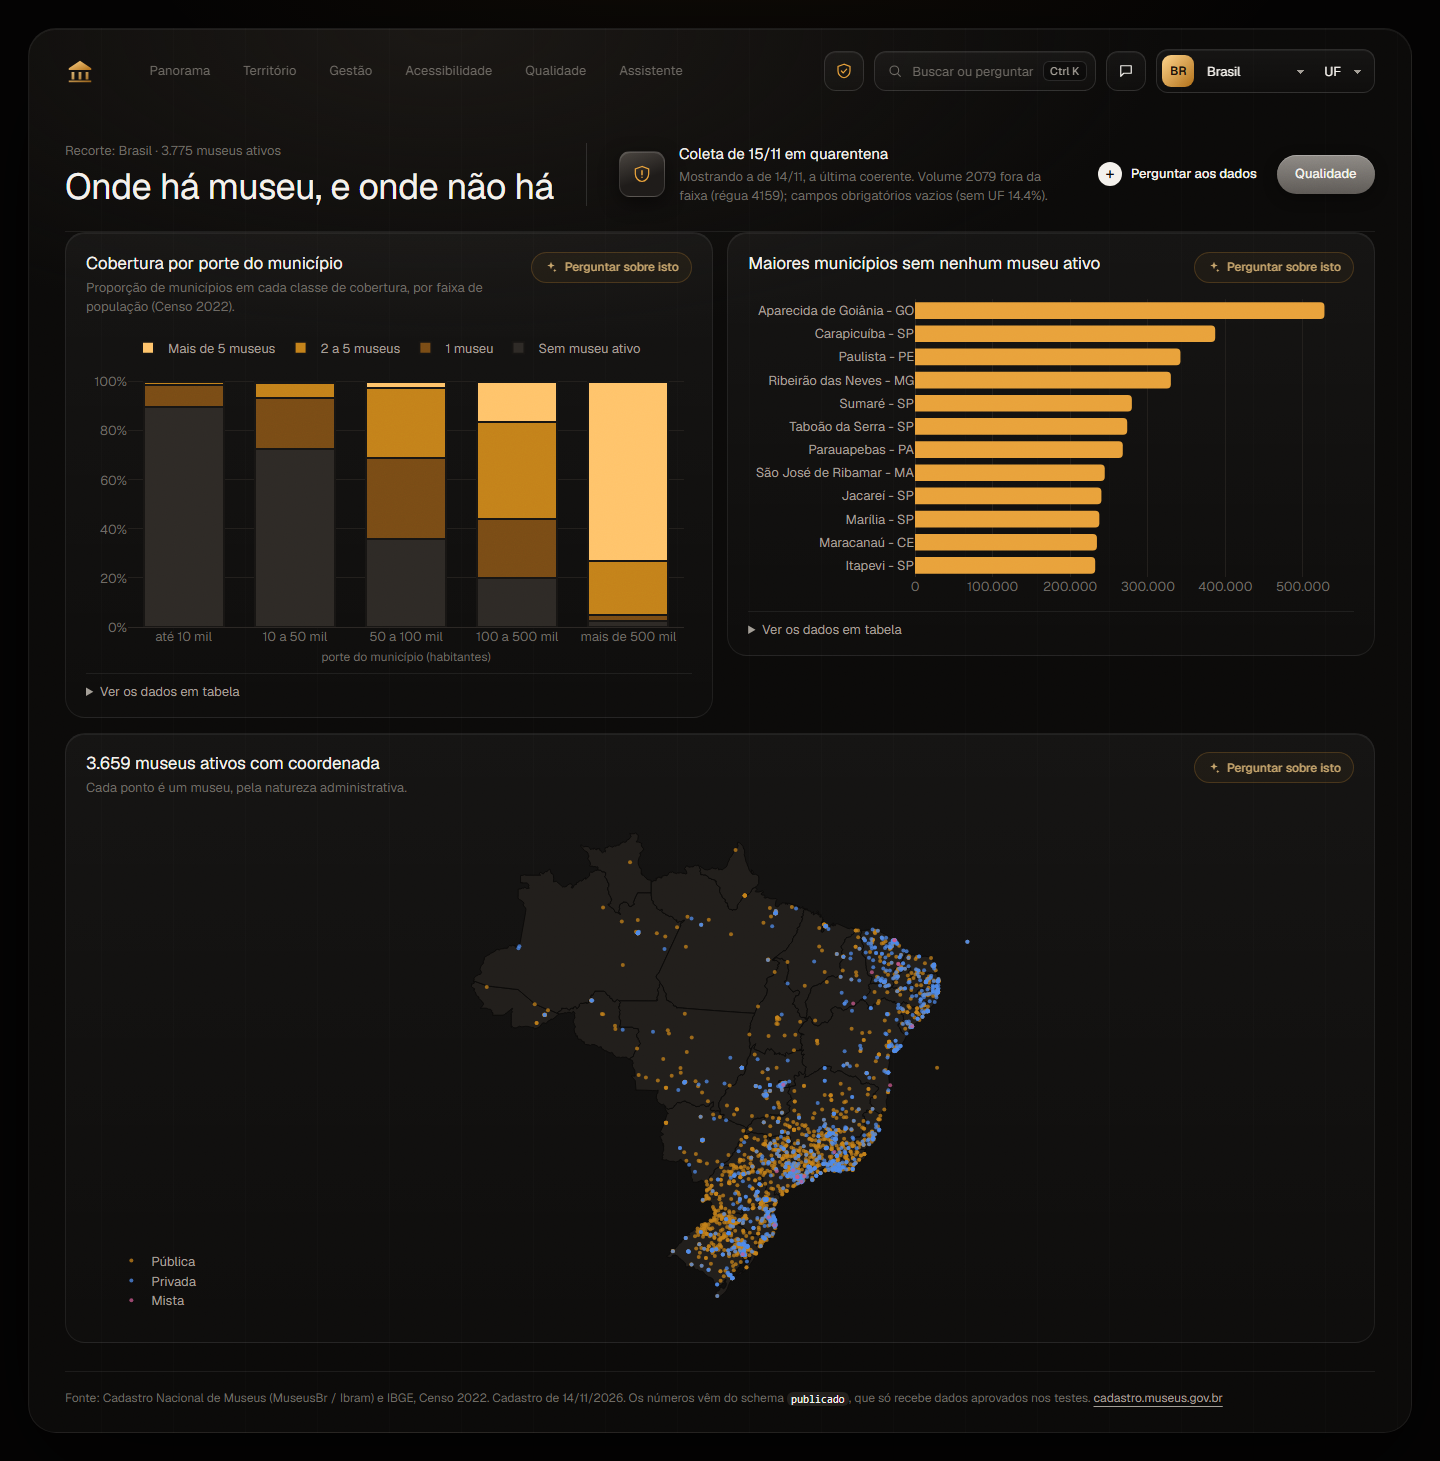 Panorama
Território
Gestão
Acessibilidade
Qualidade
Assistente
Buscar ou perguntar
Ctrl K
BR
Brasil
UF
Recorte: Brasil · 3.775 museus ativos
Onde há museu, e onde não há
Coleta de 15/11 em quarentena
Mostrando a de 14/11, a última coerente. Volume 2079 fora da
faixa (régua 4159); campos obrigatórios vazios (sem UF 14.4%).
Perguntar aos dados
Qualidade
Cobertura por porte do município
Perguntar sobre isto
Proporção de municípios em cada classe de cobertura, por faixa de
população (Censo 2022).
Mais de 5 museus
2 a 5 museus
1 museu
Sem museu ativo
100%
80%
60%
40%
20%
0%
até 10 mil
10 a 50 mil
50 a 100 mil
100 a 500 mil
mais de 500 mil
porte do município (habitantes)
Ver os dados em tabela
Maiores municípios sem nenhum museu ativo
Perguntar sobre isto
Aparecida de Goiânia - GO
Carapicuíba - SP
Paulista - PE
Ribeirão das Neves - MG
Sumaré - SP
Taboão da Serra - SP
Parauapebas - PA
São José de Ribamar - MA
Jacareí - SP
Marília - SP
Maracanaú - CE
Itapevi - SP
0
100.000
200.000
300.000
400.000
500.000
Ver os dados em tabela
3.659 museus ativos com coordenada
Perguntar sobre isto
Cada ponto é um museu, pela natureza administrativa.
Pública
Privada
Mista
Fonte: Cadastro Nacional de Museus (MuseusBr / Ibram) e IBGE, Censo 2022. Cadastro de 14/11/2026. Os números vêm do schema publicado, que só recebe dados aprovados nos testes. cadastro.museus.gov.br